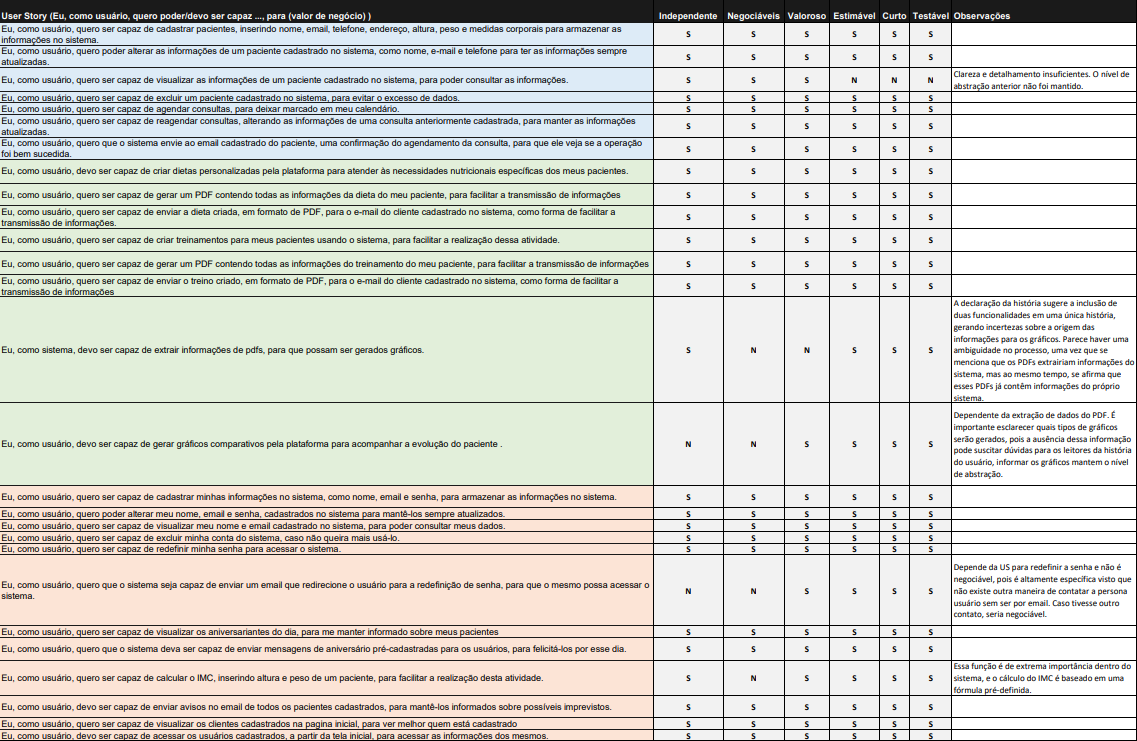 User Story (Eu, como usuário, quero poder/devo ser capaz ..., para (valor de negócio) ) Independente Negociáveis Valoroso Estimável Curto Testável Observações
Eu, como usuário, quero ser capaz de cadastrar pacientes, inserindo nome, email, telefone, endereço, altura, peso e medidas corporais para armazenar as
informações no sistema. S S S S S S
Eu, como usuário, quero poder alterar as informações de um paciente cadastrado no sistema, como nome, e-mail e telefone para ter as informações sempre
atualizadas. S S S S S S
Eu, como usuário, quero ser capaz de visualizar as informações de um paciente cadastrado no sistema, para poder consultar as informações. S S S N N N
Clareza e detalhamento insuficientes. O nível de
abstração anterior não foi mantido.
Eu, como usuário, quero ser capaz de excluir um paciente cadastrado no sistema, para evitar o excesso de dados. S S S S S S
Eu, como usuário, quero ser capaz de agendar consultas, para deixar marcado em meu calendário. S S S S S S
Eu, como usuário, quero ser capaz de reagendar consultas, alterando as informações de uma consulta anteriormente cadastrada, para manter as informações
atualizadas. S S S S S S
Eu, como usuário, quero que o sistema envie ao email cadastrado do paciente, uma confirmação do agendamento da consulta, para que ele veja se a operação
foi bem sucedida. S S S S S S
Eu, como usuário, devo ser capaz de criar dietas personalizadas pela plataforma para atender às necessidades nutricionais específicas dos meus pacientes. S S S S S S
Eu, como usuário, quero ser capaz de gerar um PDF contendo todas as informações da dieta do meu paciente, para facilitar a transmissão de informações S S S S S S
Eu, como usuário, quero ser capaz de enviar a dieta criada, em formato de PDF, para o e-mail do cliente cadastrado no sistema, como forma de facilitar a
transmissão de informações. S S S S S S
Eu, como usuário, quero ser capaz de criar treinamentos para meus pacientes usando o sistema, para facilitar a realização dessa atividade. S S S S S S
Eu, como usuário, quero ser capaz de gerar um PDF contendo todas as informações do treinamento do meu paciente, para facilitar a transmissão de informações S S S S S S
Eu, como usuário, quero ser capaz de enviar o treino criado, em formato de PDF, para o e-mail do cliente cadastrado no sistema, como forma de facilitar a
transmissão de informações S S S S S S
Eu, como sistema, devo ser capaz de extrair informações de pdfs, para que possam ser gerados gráficos. S N N S S S
A declaração da história sugere a inclusão de
duas funcionalidades em uma única história,
gerando incertezas sobre a origem das
informações para os gráficos. Parece haver uma
ambiguidade no processo, uma vez que se
menciona que os PDFs extrairiam informações do
sistema, mas ao mesmo tempo, se afirma que
esses PDFs já contêm informações do próprio
sistema.
Eu, como usuário, devo ser capaz de gerar gráficos comparativos pela plataforma para acompanhar a evolução do paciente . N N S S S S
Dependente da extração de dados do PDF. É
importante esclarecer quais tipos de gráficos
serão gerados, pois a ausência dessa informação
pode suscitar dúvidas para os leitores da história
do usuário, informar os gráficos mantem o nível
de abstração.
Eu, como usuário, quero ser capaz de cadastrar minhas informações no sistema, como nome, email e senha, para armazenar as informações no sistema. S S S S S S
Eu, como usuário, quero poder alterar meu nome, email e senha, cadastrados no sistema para mantê-los sempre atualizados. S S S S S S
Eu, como usuário, quero ser capaz de visualizar meu nome e email cadastrado no sistema, para poder consultar meus dados. S S S S S S
Eu, como usuário, quero ser capaz de excluir minha conta do sistema, caso não queira mais usá-lo. S S S S S S
Eu, como usuário, quero ser capaz de redefinir minha senha para acessar o sistema. S S S S S S
Eu, como usuário, quero que o sistema seja capaz de enviar um email que redirecione o usuário para a redefinição de senha, para que o mesmo possa acessar o
sistema. N N S S S S
Depende da US para redefinir a senha e não é
negociável, pois é altamente específica visto que
não existe outra maneira de contatar a persona
usuário sem ser por email. Caso tivesse outro
contato, seria negociável.
Eu, como usuário, quero ser capaz de visualizar os aniversariantes do dia, para me manter informado sobre meus pacientes S S S S S S
Eu, como usuário, quero que o sistema deva ser capaz de enviar mensagens de aniversário pré-cadastradas para os usuários, para felicitá-los por esse dia. S S S S S S
Eu, como usuário, quero ser capaz de calcular o IMC, inserindo altura e peso de um paciente, para facilitar a realização desta atividade. S N S S S S
Essa função é de extrema importância dentro do
sistema, e o cálculo do IMC é baseado em uma
fórmula pré-definida.
Eu, como usuário, devo ser capaz de enviar avisos no email de todos os pacientes cadastrados, para mantê-los informados sobre possíveis imprevistos. S S S S S S
Eu, como usuário, quero ser capaz de visualizar os clientes cadastrados na pagina inicial, para ver melhor quem está cadastrado S S S S S S
Eu, como usuário, devo ser capaz de acessar os usuários cadastrados, a partir da tela inicial, para acessar as informações dos mesmos. S S S S S S